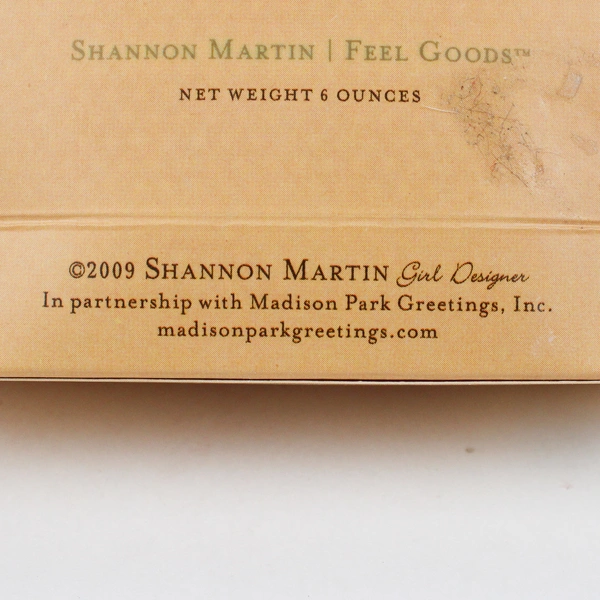 Shannon Martin | Feel Goods™
NET WEIGHT 6 OUNCES
©2009 Shannon Martin Girl Designer
In partnership with Madison Park Greetings, Inc.
madisonparkgreetings.com